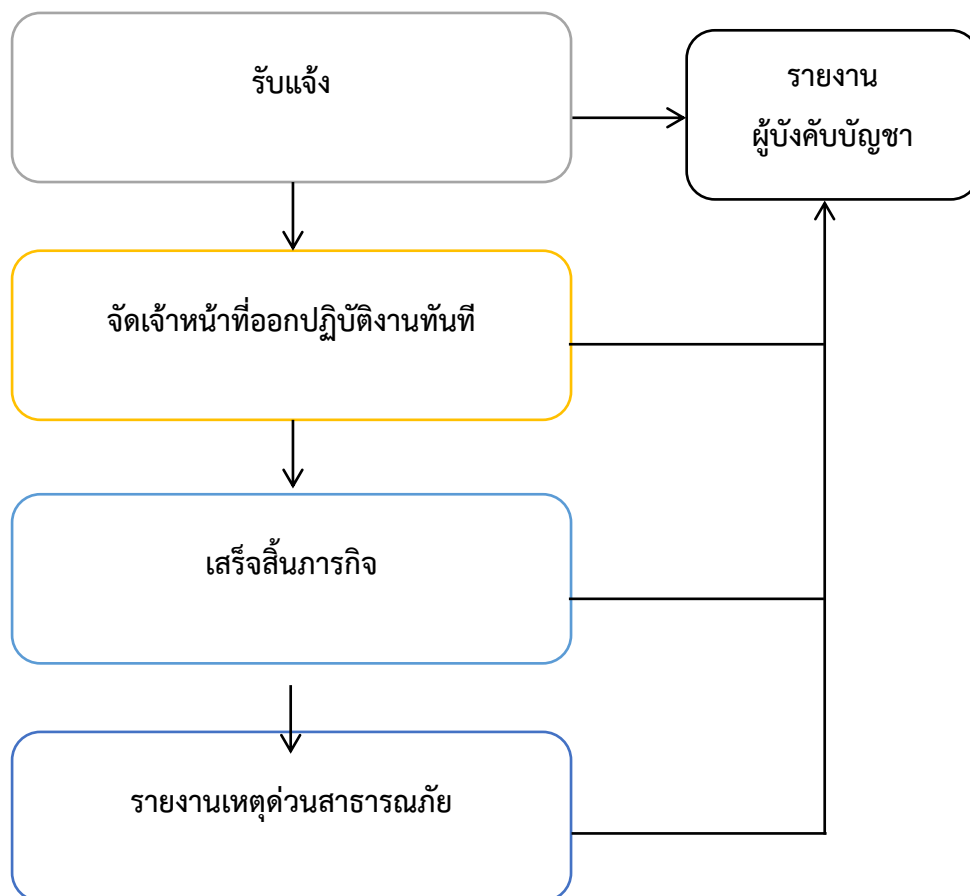 รับแจ้ง
รายงาน
ผู้บังคับบัญชา
จัดเจ้าหน้าที่ออกปฏิบัติงานทันที
เสร็จสิ้นภารกิจ
รายงานเหตุด่วนสาธารณภัย